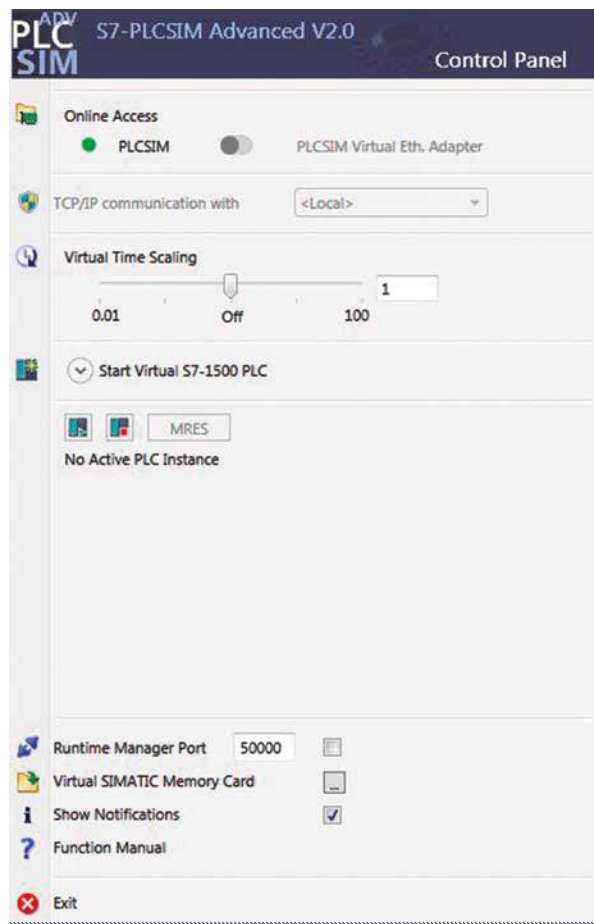 PLC ADV SIM
S7-PLCSIM Advanced V2.0
Control Panel
Online Access
PLCSIM PLCSIM Virtual Eth. Adapter
TCP/IP communication with <Local>
Virtual Time Scaling
1
0.01 Off 100
Start Virtual S7-1500 PLC
MRES
No Active PLC Instance
Runtime Manager Port 50000
Virtual SIMATIC Memory Card ...
Show Notifications
Function Manual
Exit